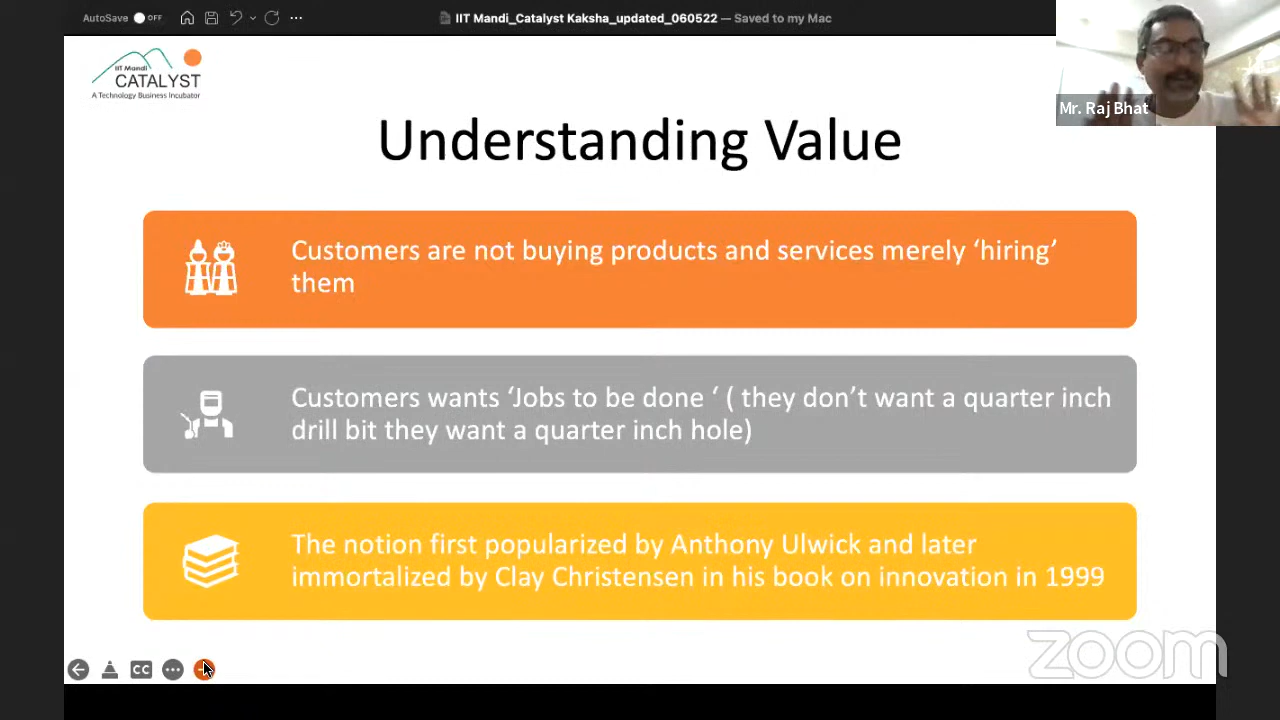 AutoSave OFF
IIT Mandi_Catalyst Kaksha_updated_060522 — Saved to my Mac
IIT Mandi
CATALYST
A Technology Business Incubator
Mr. Raj Bhat
Understanding Value
Customers are not buying products and services merely ‘hiring’
them
Customers wants ‘Jobs to be done ‘ ( they don’t want a quarter inch
drill bit they want a quarter inch hole)
The notion first popularized by Anthony Ulwick and later
immortalized by Clay Christensen in his book on innovation in 1999
CC
zoom